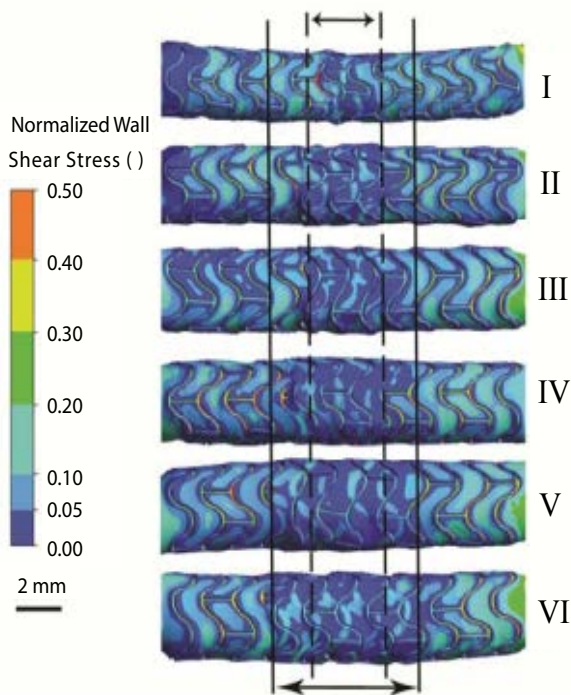 I
Normalized Wall
Shear Stress ( )
0.50
0.40
0.30
0.20
0.10
0.05
0.00
2 mm
II
III
IV
V
VI